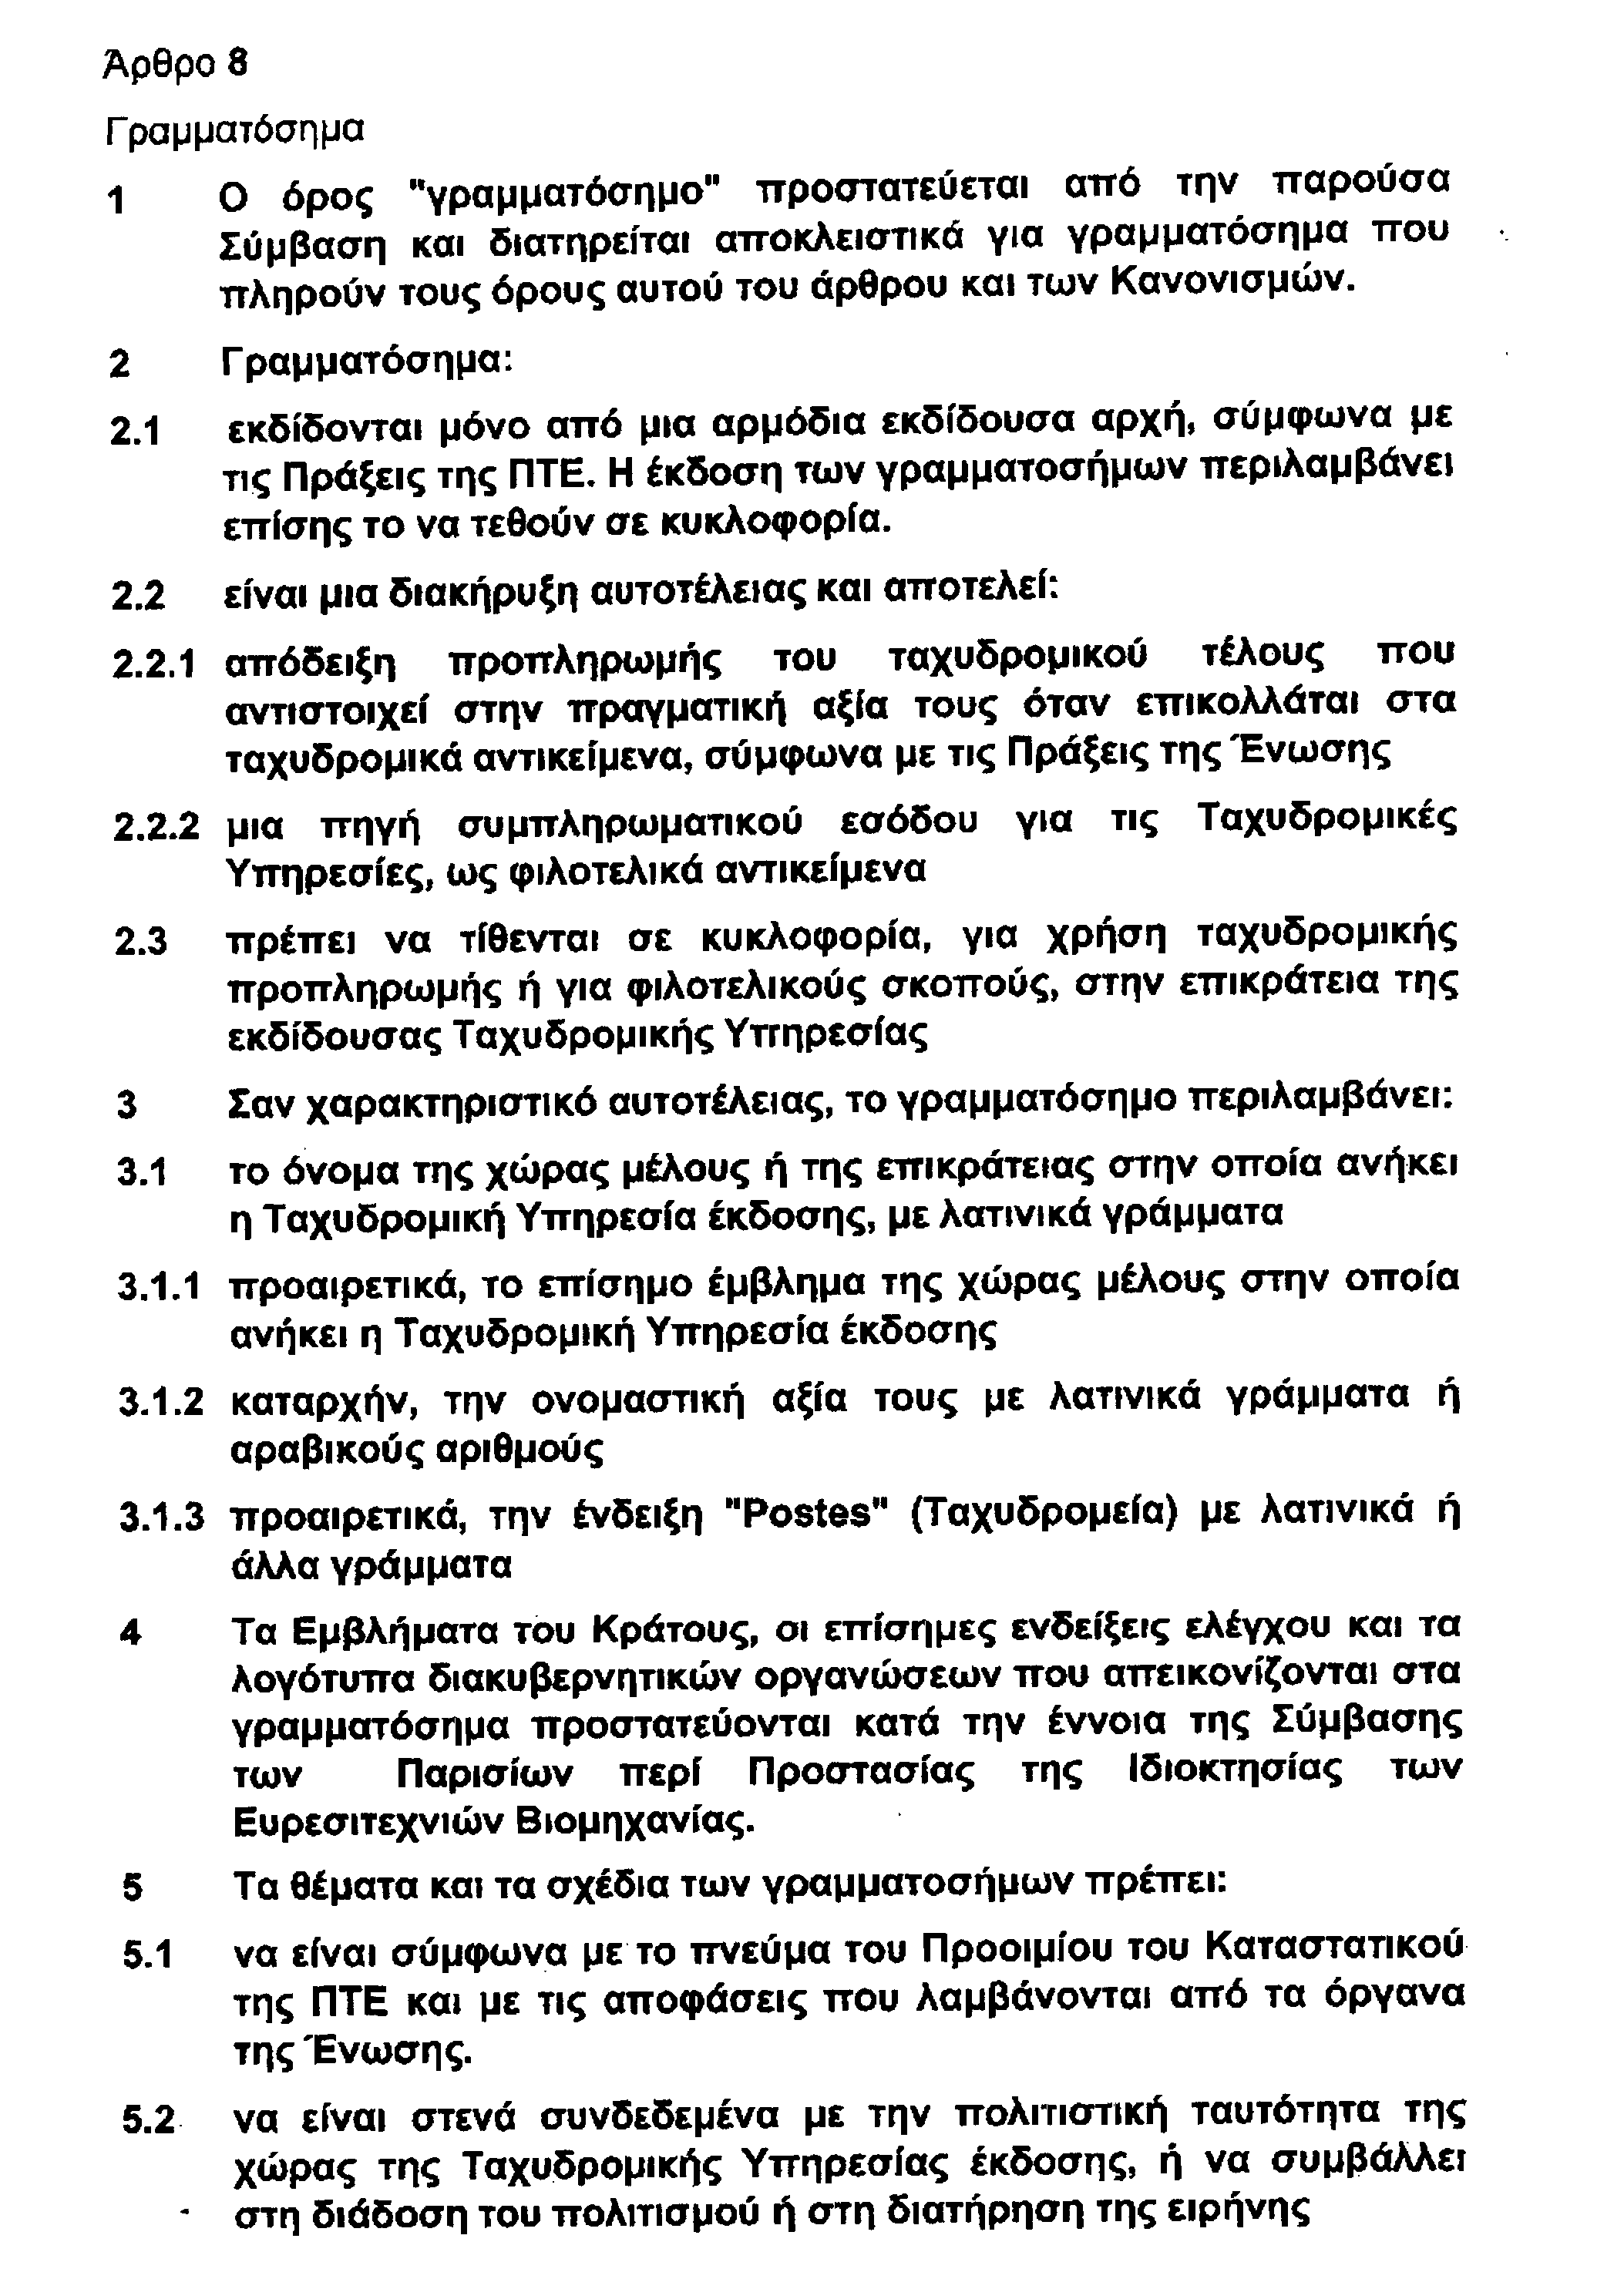 Άρθρο 8
Γραμματόσημα
1 Ο όρος "γραμματόσημο" προστατεύεται από την παρούσα
Σύμβαση και διατηρείται αποκλειστικά για γραμματόσημα που
πληρούν τους όρους αυτού του άρθρου και των Κανονισμών.
2 Γραμματόσημα:
2.1 εκδίδονται μόνο από μια αρμόδια εκδίδουσα αρχή, σύμφωνα με
τις Πράξεις της ΠΤΕ. Η έκδοση των γραμματοσήμων περιλαμβάνει
επίσης το να τεθούν σε κυκλοφορία.
2.2 είναι μια διακήρυξη αυτοτέλειας και αποτελεί:
2.2.1 απόδειξη προπληρωμής του ταχυδρομικού τέλους που
αντιστοιχεί στην πραγματική αξία τους όταν επικολλάται στα
ταχυδρομικά αντικείμενα, σύμφωνα με τις Πράξεις της Ένωσης
2.2.2 μια πηγή συμπληρωματικού εσόδου για τις Ταχυδρομικές
Υπηρεσίες, ως φιλοτελικά αντικείμενα
2.3 πρέπει να τίθενται σε κυκλοφορία, για χρήση ταχυδρομικής
προπληρωμής ή για φιλοτελικούς σκοπούς, στην επικράτεια της
εκδίδουσας Ταχυδρομικής Υπηρεσίας
3 Σαν χαρακτηριστικό αυτοτέλειας, το γραμματόσημο περιλαμβάνει:
3.1 το όνομα της χώρας μέλους ή της επικράτειας στην οποία ανήκει
η Ταχυδρομική Υπηρεσία έκδοσης, με λατινικά γράμματα
3.1.1 προαιρετικά, το επίσημο έμβλημα της χώρας μέλους στην οποία
ανήκει η Ταχυδρομική Υπηρεσία έκδοσης
3.1.2 καταρχήν, την ονομαστική αξία τους με λατινικά γράμματα ή
αραβικούς αριθμούς
3.1.3 προαιρετικά, την ένδειξη "Postes" (Ταχυδρομεία) με λατινικά ή
άλλα γράμματα
4 Τα Εμβλήματα του Κράτους, οι επίσημες ενδείξεις ελέγχου και τα
λογότυπα διακυβερνητικών οργανώσεων που απεικονίζονται στα
γραμματόσημα προστατεύονται κατά την έννοια της Σύμβασης
των Παρισίων περί Προστασίας της Ιδιοκτησίας των
Ευρεσιτεχνιών Βιομηχανίας.
5 Τα θέματα και τα σχέδια των γραμματοσήμων πρέπει:
5.1 να είναι σύμφωνα με το πνεύμα του Προοιμίου του Καταστατικού
της ΠΤΕ και με τις αποφάσεις που λαμβάνονται από τα όργανα
της Ένωσης.
5.2 να είναι στενά συνδεδεμένα με την πολιτιστική ταυτότητα της
χώρας της Ταχυδρομικής Υπηρεσίας έκδοσης, ή να συμβάλλει
στη διάδοση του πολιτισμού ή στη διατήρηση της ειρήνης